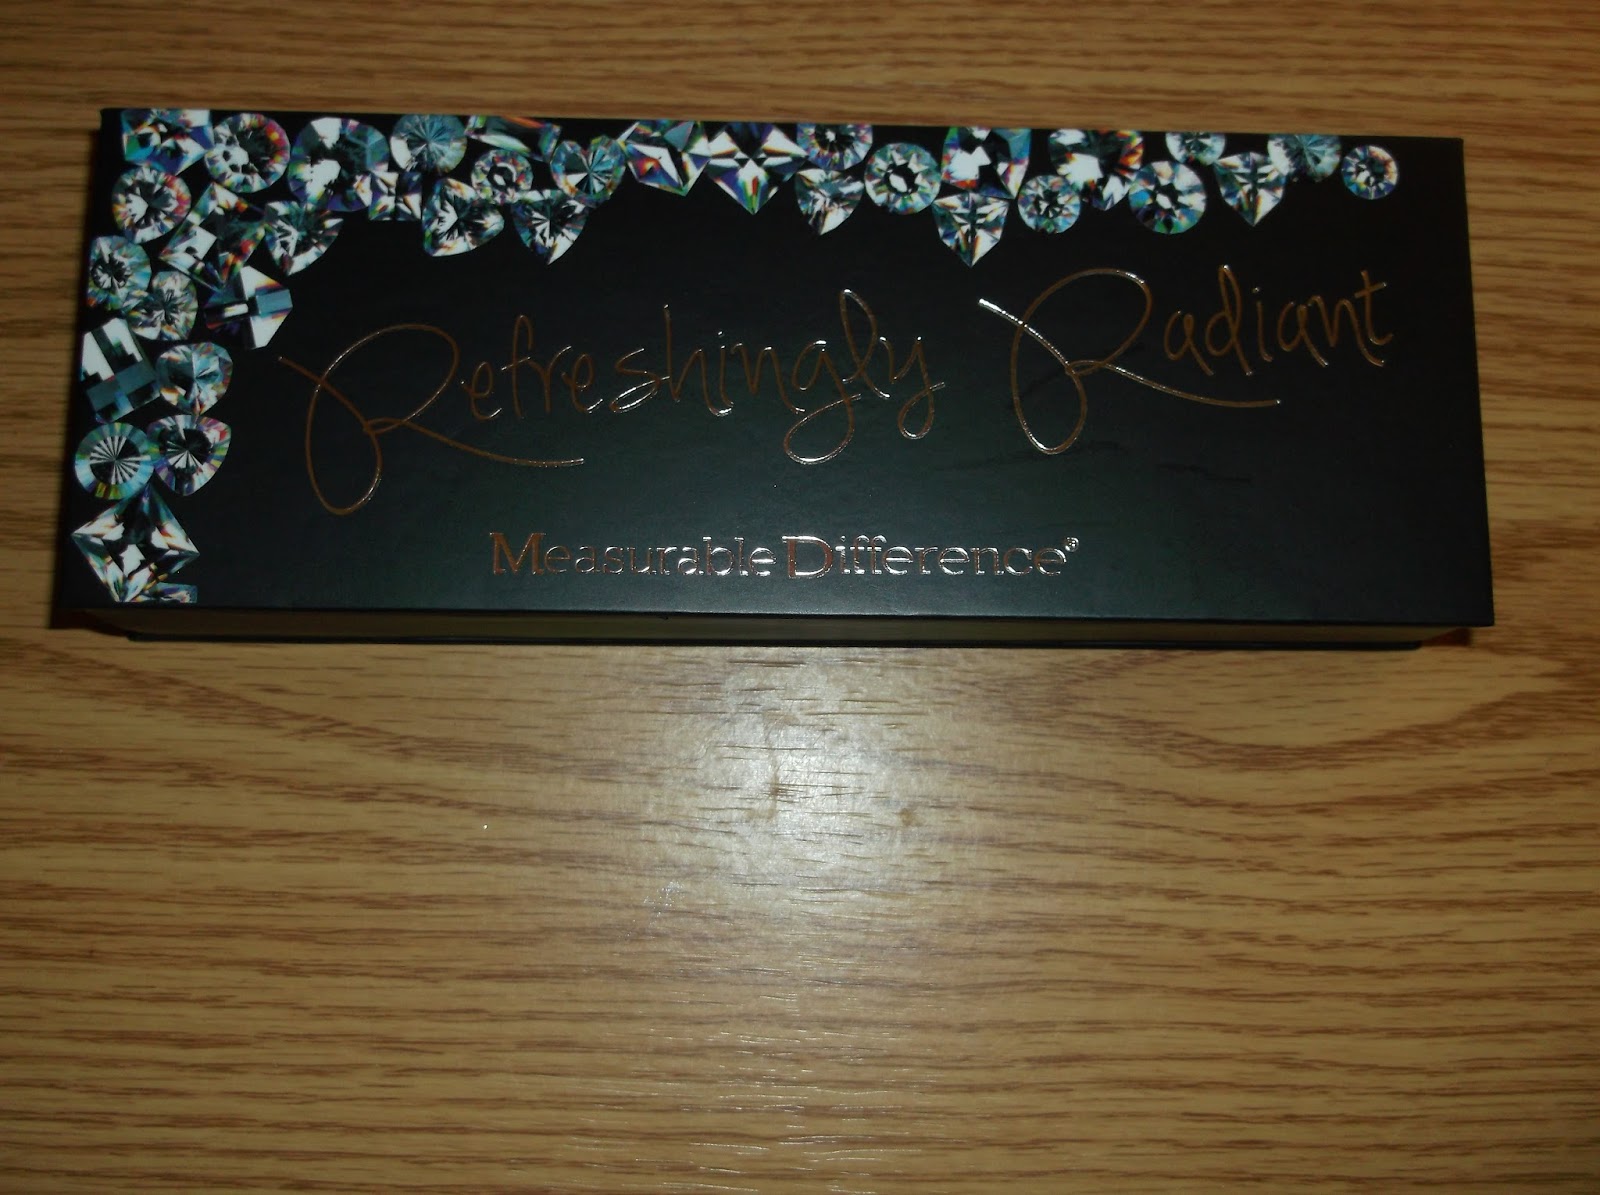 Refreshingly Radiant
Measurable Difference®